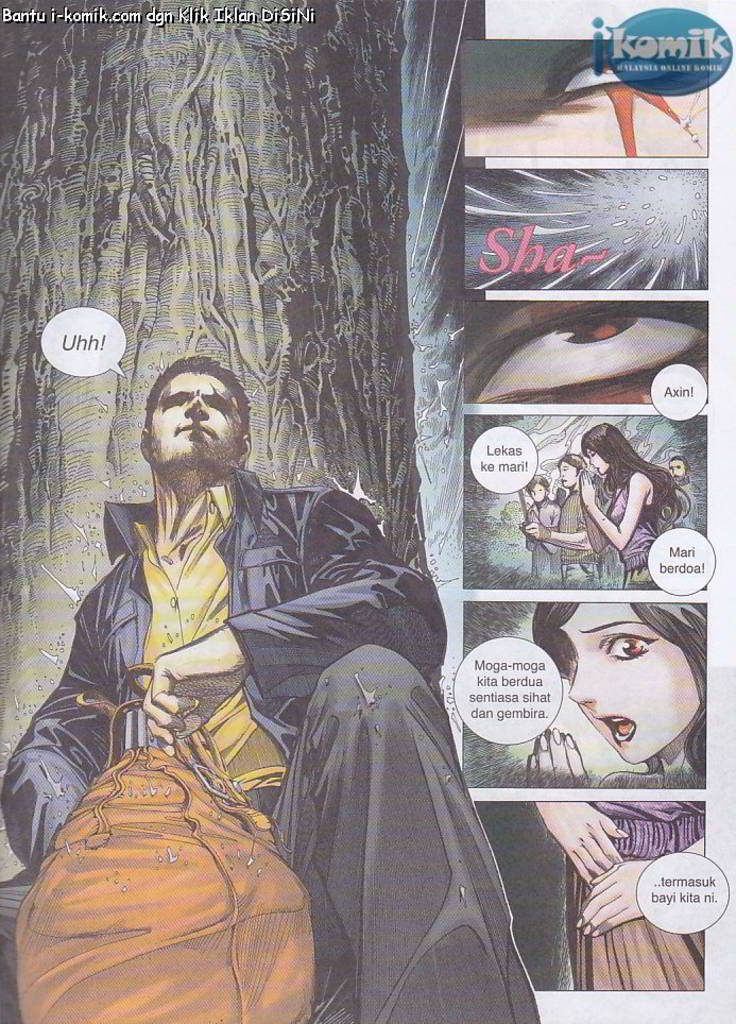 Bantu i-komik.com dgn Klik Iklan DiSiNi
ikomik
MALAYSIA ONLINE KOMIK
Uhh!
Sha~
Axin!
Lekas
ke mari!
Mari
berdoa!
Moga-moga
kita berdua
sentiasa sihat
dan gembira.
..termasuk
bayi kita ni.